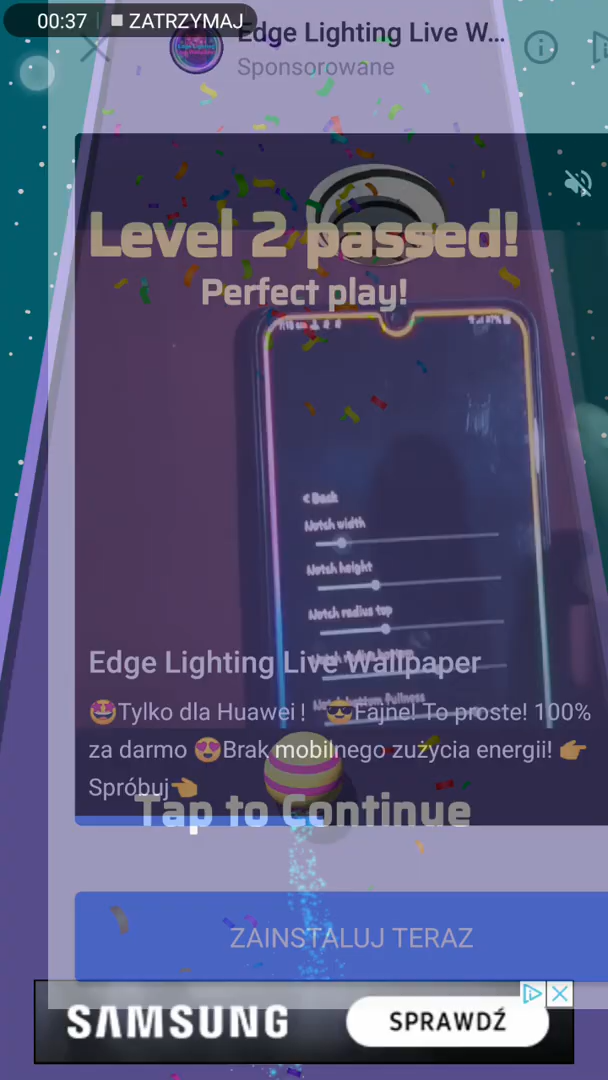 00:37 ZATRZYMAJ
Edge Lighting Live W...
Sponsorowane
Level 2 passed!
Perfect play!
< Back
Notch width
Notch height
Notch radius top
Edge Lighting Live Wallpaper
🤩Tylko dla Huawei! 😎Fajne! To proste! 100%
za darmo 😍Brak mobilnego zużycia energii! 👉
Spróbuj👈
Tap to Continue
ZAINSTALUJ TERAZ
SAMSUNG
SPRAWDŹ